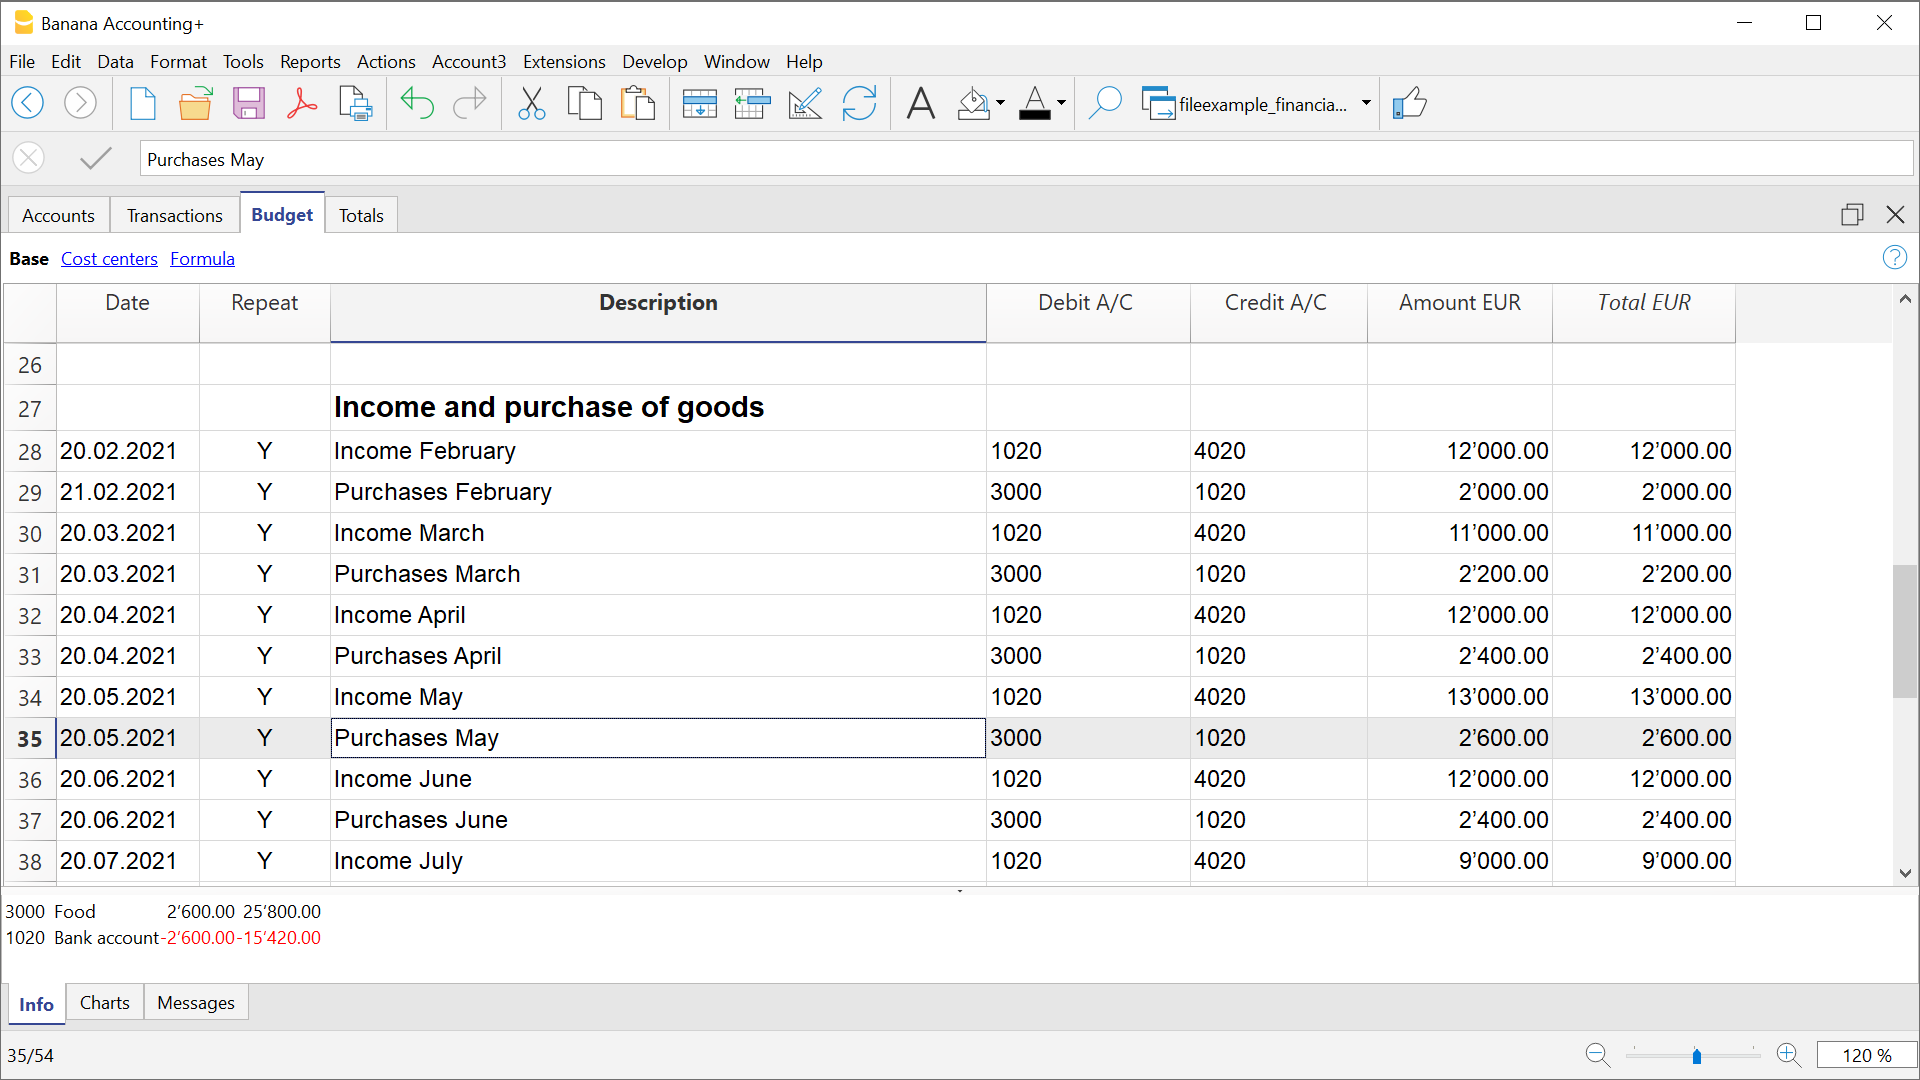 Banana Accounting+
File Edit Data Format Tools Reports Actions Account3 Extensions Develop Window Help
fileexample_financia...
Purchases May
Accounts Transactions Budget Totals
Base Cost centers Formula
Date Repeat Description Debit A/C Credit A/C Amount EUR Total EUR
26
27 Income and purchase of goods
28 20.02.2021 Y Income February 1020 4020 12’000.00 12’000.00
29 21.02.2021 Y Purchases February 3000 1020 2’000.00 2’000.00
30 20.03.2021 Y Income March 1020 4020 11’000.00 11’000.00
31 20.03.2021 Y Purchases March 3000 1020 2’200.00 2’200.00
32 20.04.2021 Y Income April 1020 4020 12’000.00 12’000.00
33 20.04.2021 Y Purchases April 3000 1020 2’400.00 2’400.00
34 20.05.2021 Y Income May 1020 4020 13’000.00 13’000.00
35 20.05.2021 Y Purchases May 3000 1020 2’600.00 2’600.00
36 20.06.2021 Y Income June 1020 4020 12’000.00 12’000.00
37 20.06.2021 Y Purchases June 3000 1020 2’400.00 2’400.00
38 20.07.2021 Y Income July 1020 4020 9’000.00 9’000.00
3000 Food 2’600.00 25’800.00
1020 Bank account -2’600.00 -15’420.00
Info Charts Messages
35/54 120 %